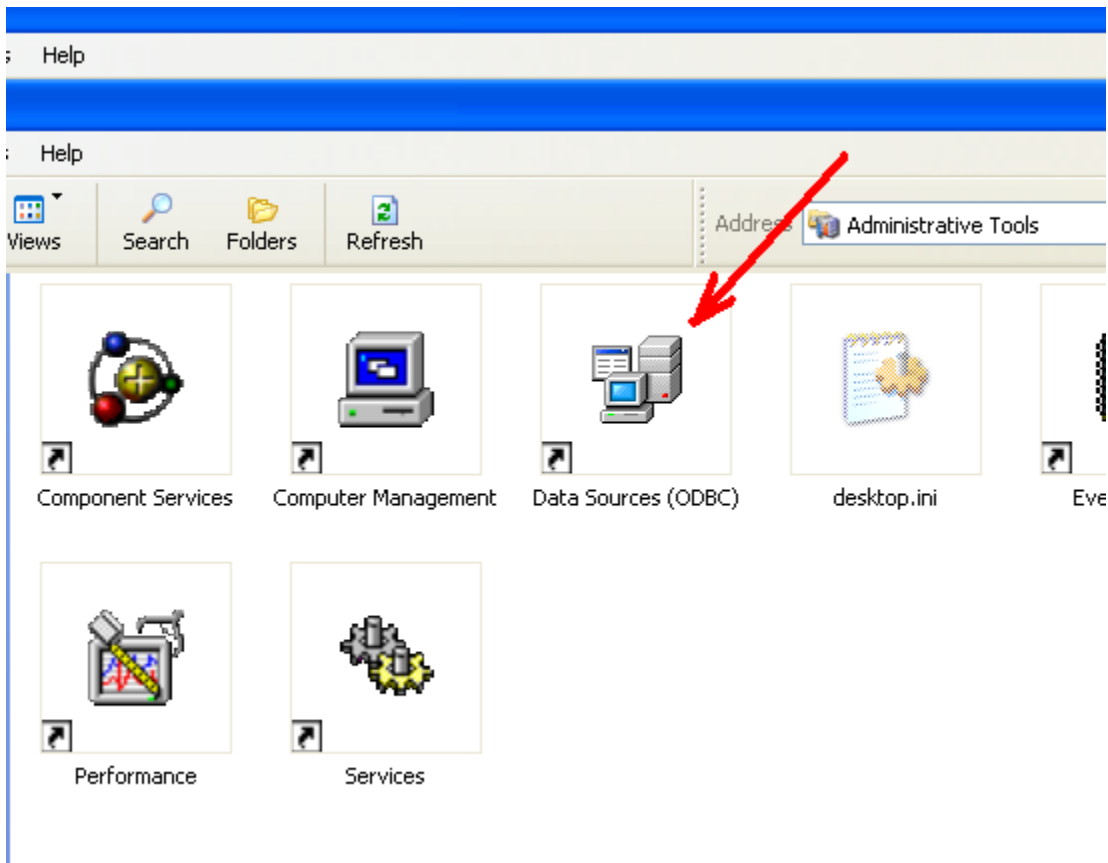 Help
Help
Views Search Folders Refresh Address Administrative Tools
Component Services Computer Management Data Sources (ODBC) desktop.ini
Performance Services